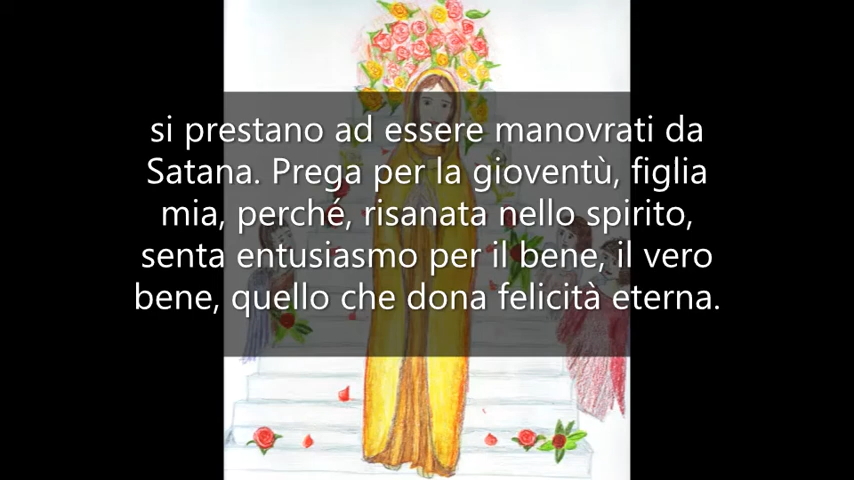 si prestano ad essere manovrati da
Satana. Prega per la gioventù, figlia
mia, perché, risanata nello spirito,
senta entusiasmo per il bene, il vero
bene, quello che dona felicità eterna.